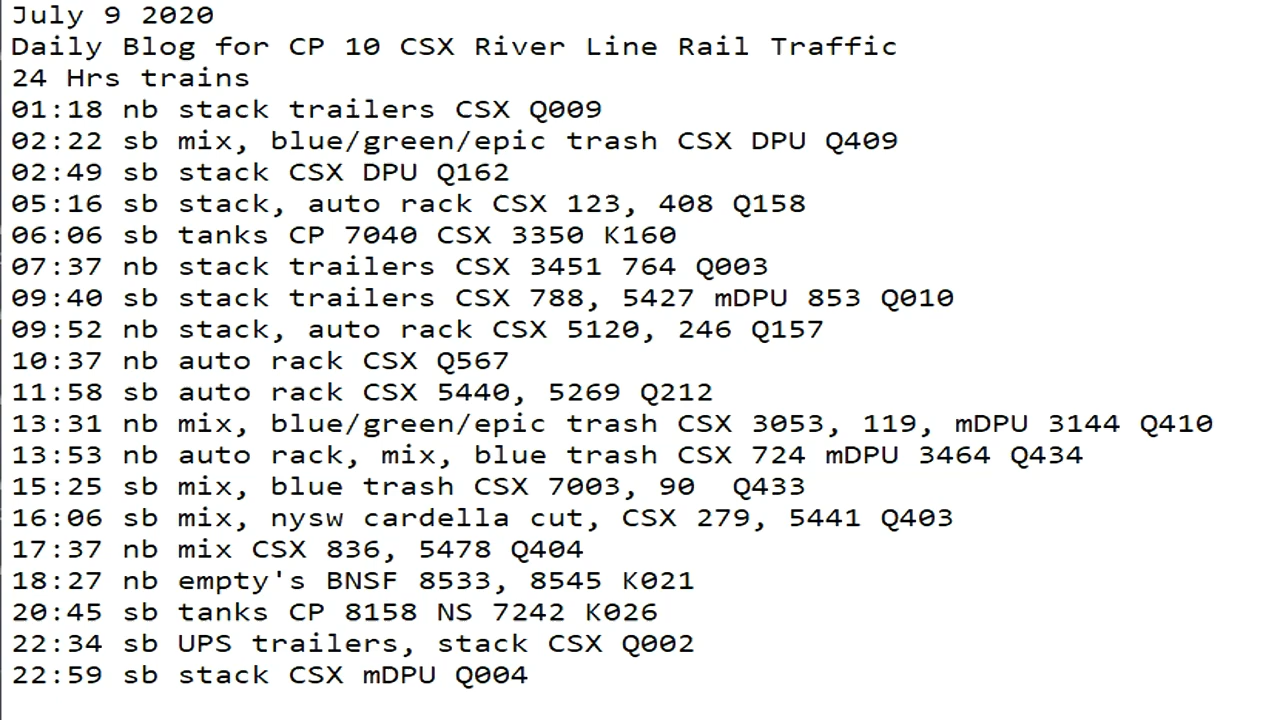 July 9 2020
Daily Blog for CP 10 CSX River Line Rail Traffic
24 Hrs trains
01:18 nb stack trailers CSX Q009
02:22 sb mix, blue/green/epic trash CSX DPU Q409
02:49 sb stack CSX DPU Q162
05:16 sb stack, auto rack CSX 123, 408 Q158
06:06 sb tanks CP 7040 CSX 3350 K160
07:37 nb stack trailers CSX 3451 764 Q003
09:40 sb stack trailers CSX 788, 5427 mDPU 853 Q010
09:52 nb stack, auto rack CSX 5120, 246 Q157
10:37 nb auto rack CSX Q567
11:58 sb auto rack CSX 5440, 5269 Q212
13:31 nb mix, blue/green/epic trash CSX 3053, 119, mDPU 3144 Q410
13:53 nb auto rack, mix, blue trash CSX 724 mDPU 3464 Q434
15:25 sb mix, blue trash CSX 7003, 90  Q433
16:06 sb mix, nysw cardella cut, CSX 279, 5441 Q403
17:37 nb mix CSX 836, 5478 Q404
18:27 nb empty's BNSF 8533, 8545 K021
20:45 sb tanks CP 8158 NS 7242 K026
22:34 sb UPS trailers, stack CSX Q002
22:59 sb stack CSX mDPU Q004